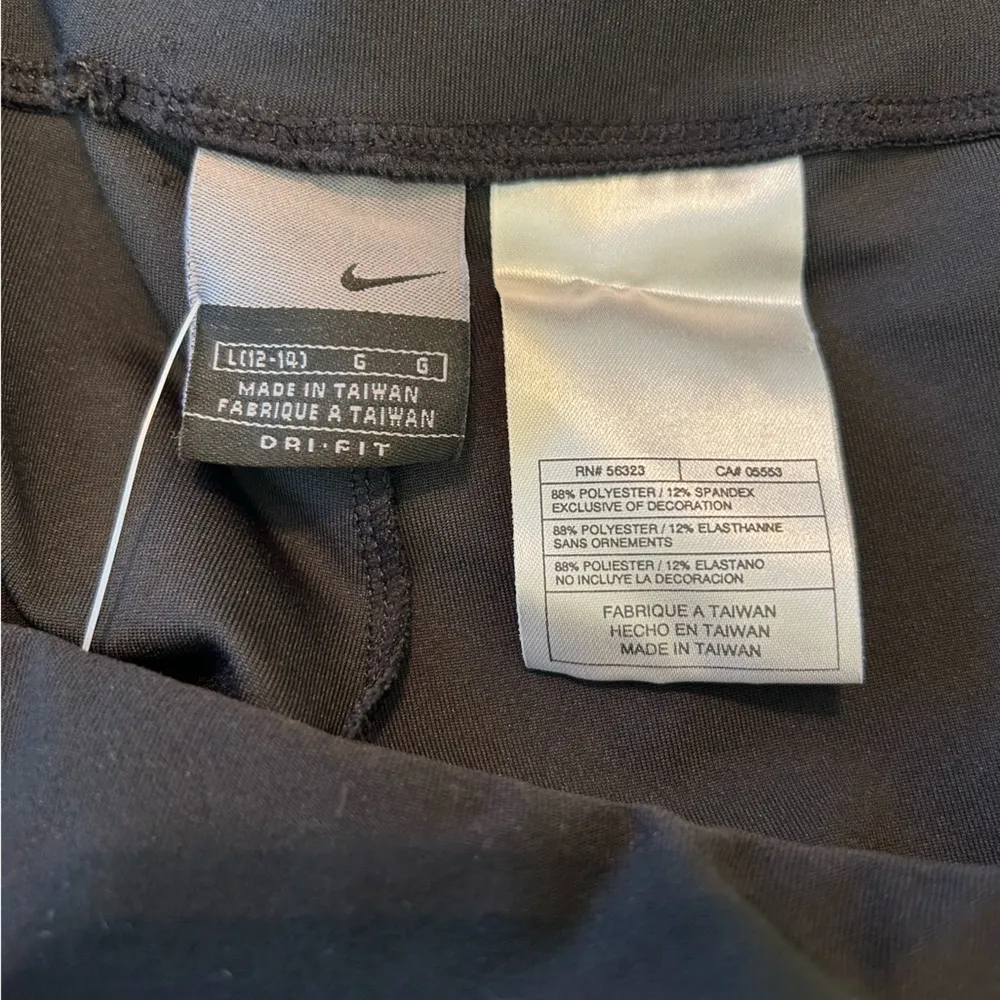 L(12-14) G G
MADE IN TAIWAN
FABRIQUE A TAIWAN
DRI·FIT
RN# 56323 CA# 05553
88% POLYESTER / 12% SPANDEX
EXCLUSIVE OF DECORATION
88% POLYESTER / 12% ELASTHANNE
SANS ORNEMENTS
88% POLIESTER / 12% ELASTANO
NO INCLUYE LA DECORACION
FABRIQUE A TAIWAN
HECHO EN TAIWAN
MADE IN TAIWAN